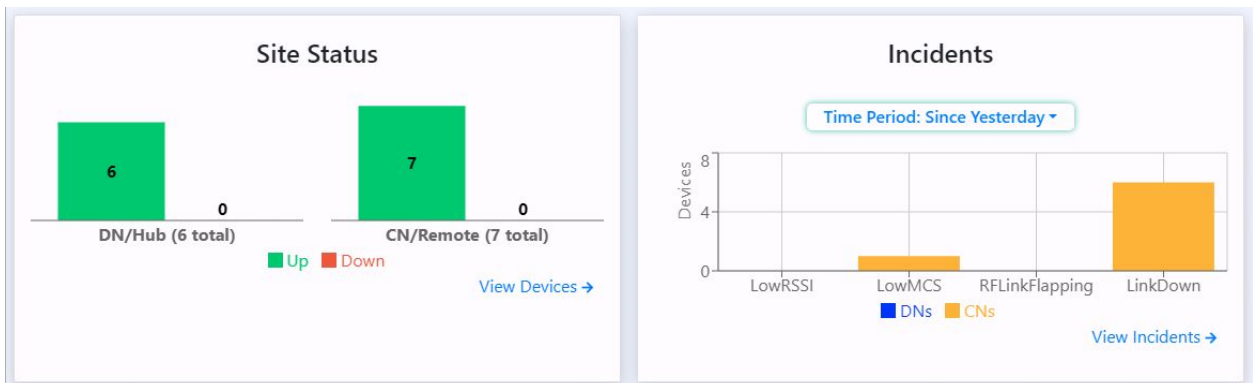 Site Status
6
0
DN/Hub (6 total)
7
0
CN/Remote (7 total)
Up
Down
View Devices →
Incidents
Time Period: Since Yesterday
Devices
8
4
0
LowRSSI
LowMCS
RFLinkFlapping
LinkDown
DNs
CNs
View Incidents →